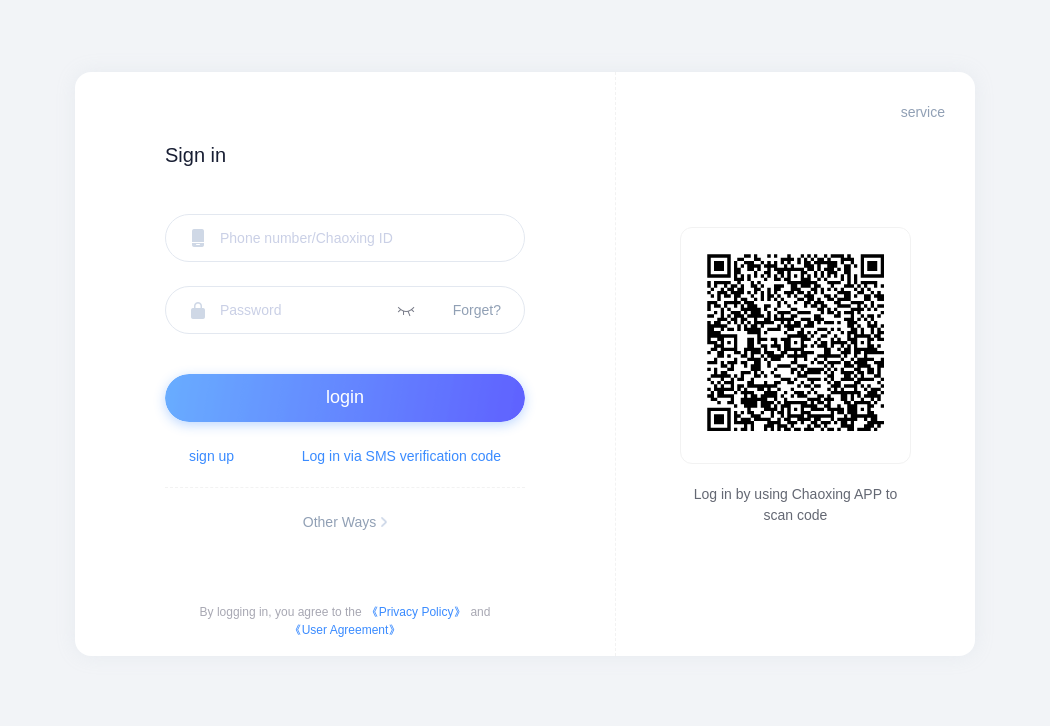 service
Sign in
Phone number/Chaoxing ID
Password
Forget?
login
sign up
Log in via SMS verification code
Other Ways
By logging in, you agree to the 《Privacy Policy》 and
《User Agreement》
Log in by using Chaoxing APP to
scan code